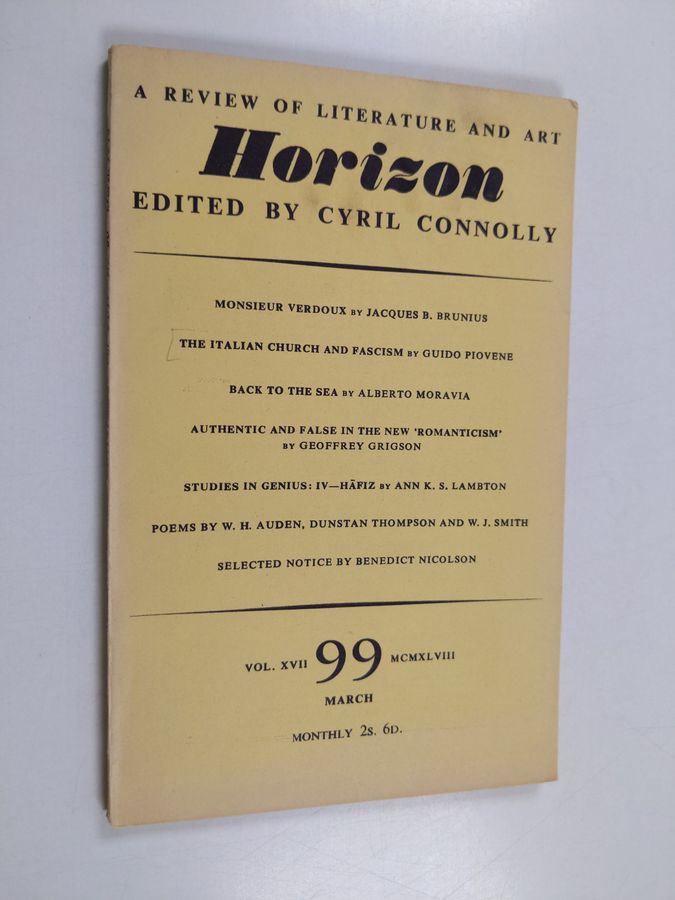 A REVIEW OF LITERATURE AND ART
Horizon
EDITED BY CYRIL CONNOLLY
MONSIEUR VERDOUX BY JACQUES B. BRUNIUS
THE ITALIAN CHURCH AND FASCISM BY GUIDO PIOVENE
BACK TO THE SEA BY ALBERTO MORAVIA
AUTHENTIC AND FALSE IN THE NEW 'ROMANTICISM'
BY GEOFFREY GRIGSON
STUDIES IN GENIUS: IV—HĀFIZ BY ANN K. S. LAMBTON
POEMS BY W. H. AUDEN, DUNSTAN THOMPSON AND W. J. SMITH
SELECTED NOTICE BY BENEDICT NICOLSON
VOL. XVII 99 MCMXLVIII
MARCH
MONTHLY 2S. 6D.